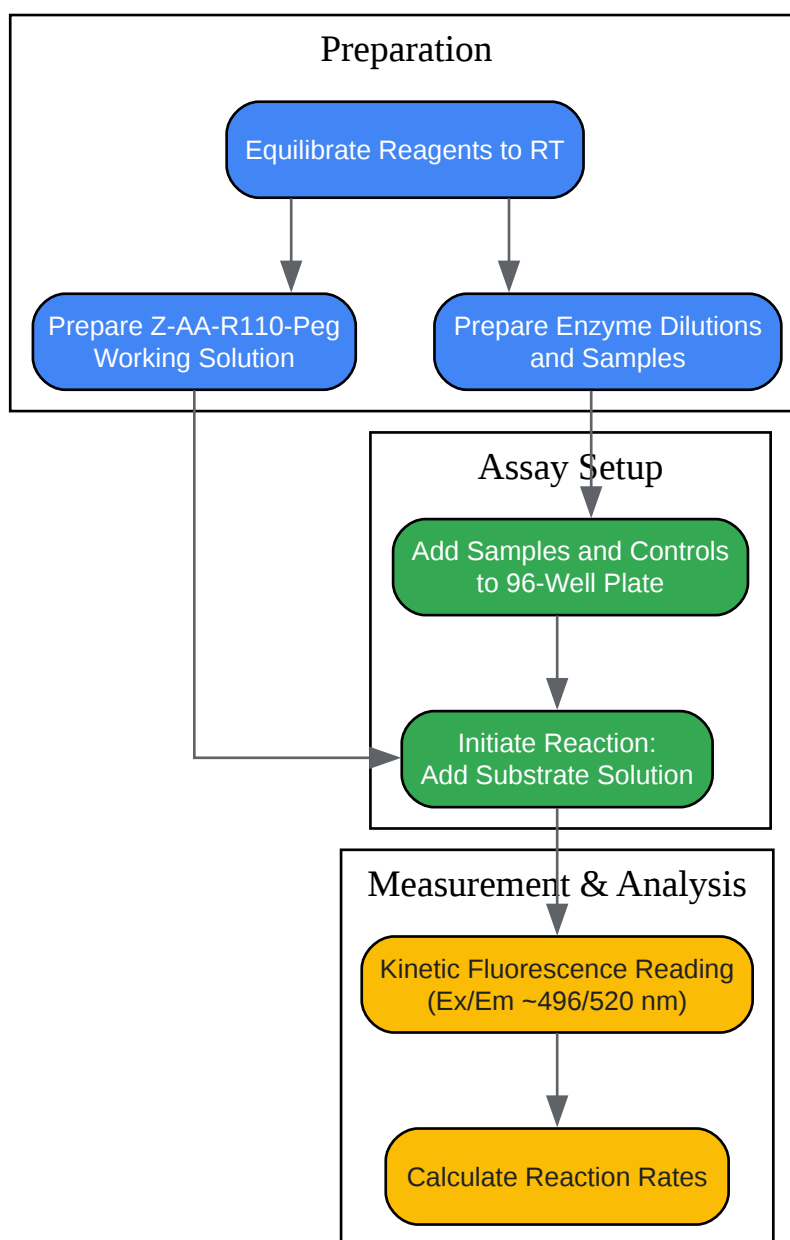 Preparation
Equilibrate Reagents to RT
Prepare Z-AA-R110-Peg
Working Solution
Prepare Enzyme Dilutions
and Samples
Assay Setup
Add Samples and Controls
to 96-Well Plate
Initiate Reaction:
Add Substrate Solution
Measurement & Analysis
Kinetic Fluorescence Reading
(Ex/Em ~496/520 nm)
Calculate Reaction Rates